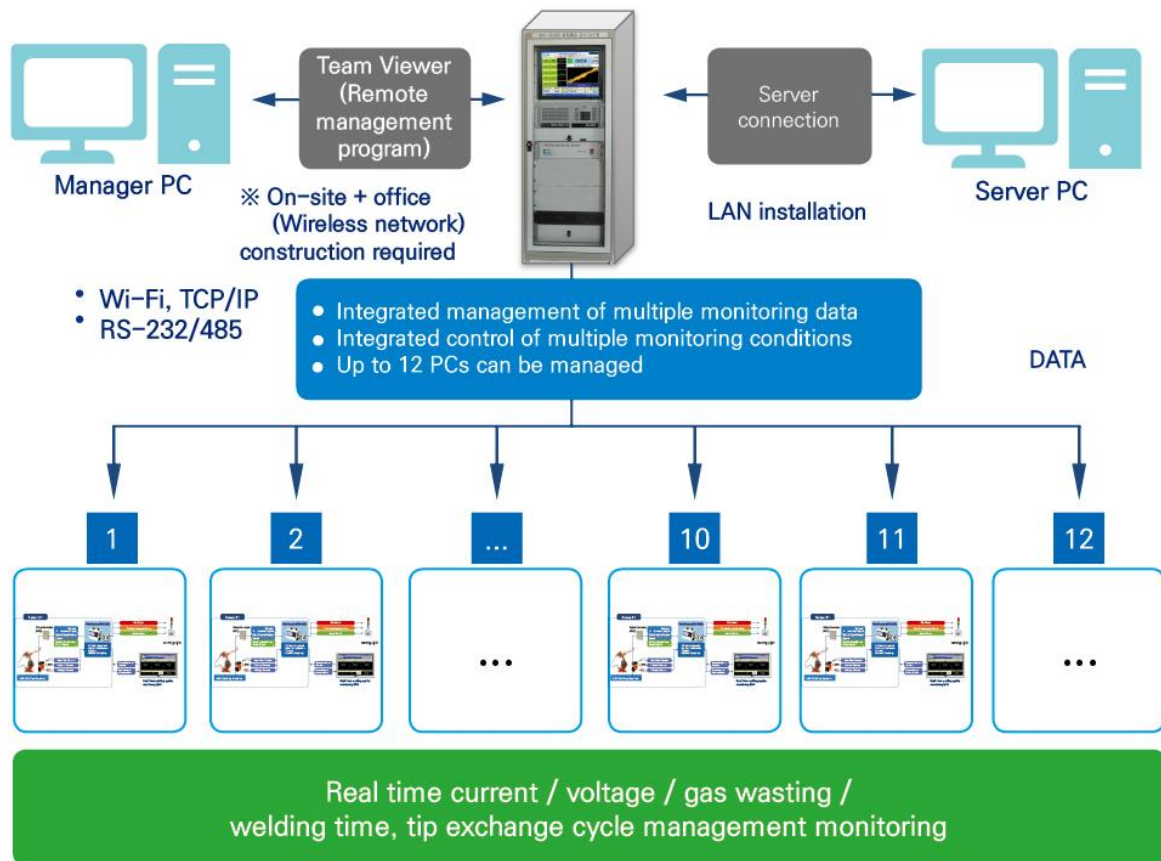 Team Viewer
(Remote
management
program)
Server
connection
Manager PC
Server PC
※ On-site + office
(Wireless network)
construction required
LAN installation
• Wi-Fi, TCP/IP
• RS-232/485
● Integrated management of multiple monitoring data
● Integrated control of multiple monitoring conditions
● Up to 12 PCs can be managed
DATA
1
2
...
10
11
12
...
...
Real time current / voltage / gas wasting /
welding time, tip exchange cycle management monitoring